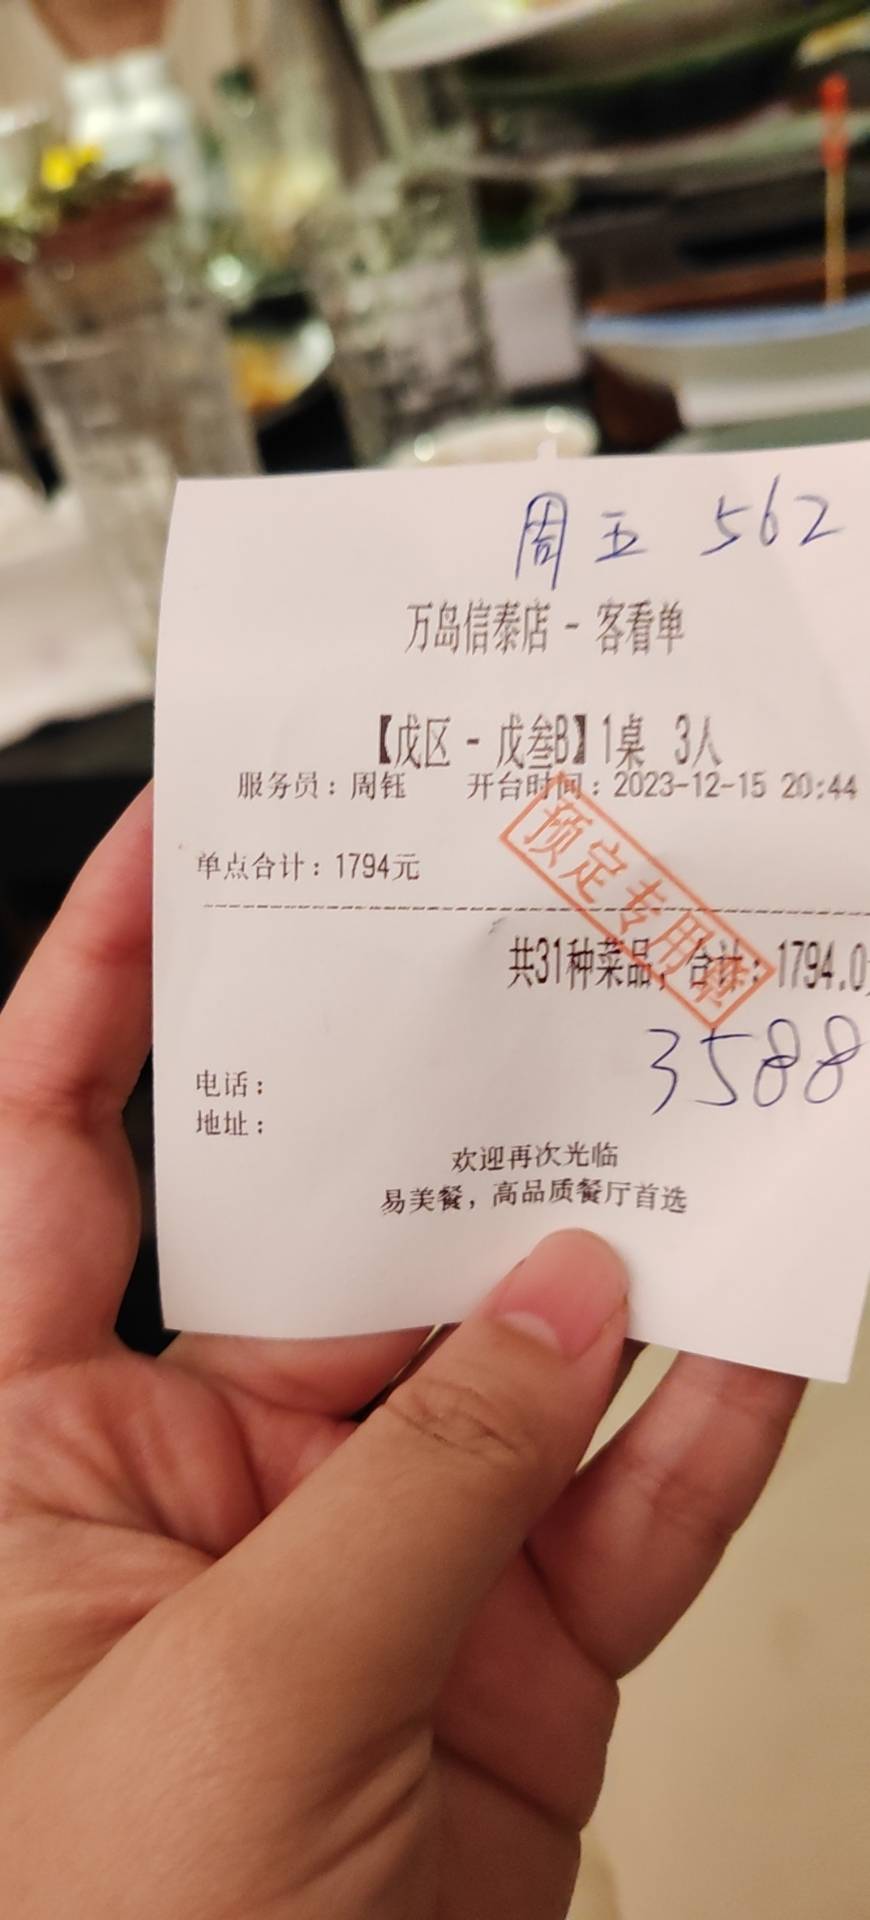 周五 562
万岛信泰店 - 客看单
【戊区 - 戊叁B】1桌 3人
服务员：周钰 开台时间：2023-12-15 20:44
单点合计：1794元
预定专用章
共31种菜品，合计：1794.0
3588
电话：
地址：
欢迎再次光临
易美餐，高品质餐厅首选